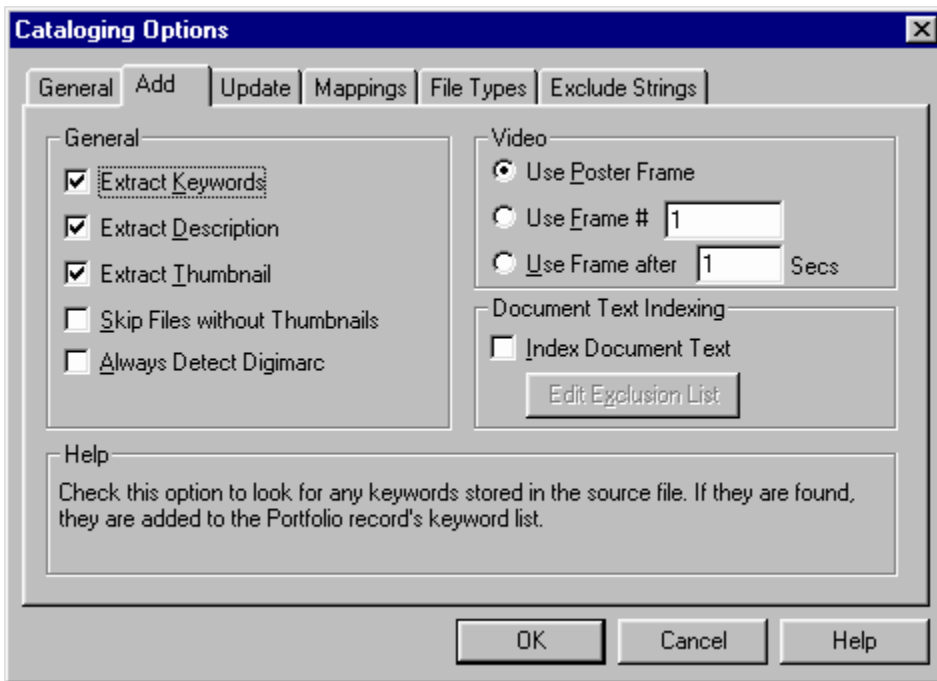 Cataloging Options
General Add Update Mappings File Types Exclude Strings
General
Extract Keywords
Extract Description
Extract Thumbnail
Skip Files without Thumbnails
Always Detect Digimarc
Video
Use Poster Frame
Use Frame # 1
Use Frame after 1 Secs
Document Text Indexing
Index Document Text
Edit Exclusion List
Help
Check this option to look for any keywords stored in the source file. If they are found,
they are added to the Portfolio record's keyword list.
OK Cancel Help